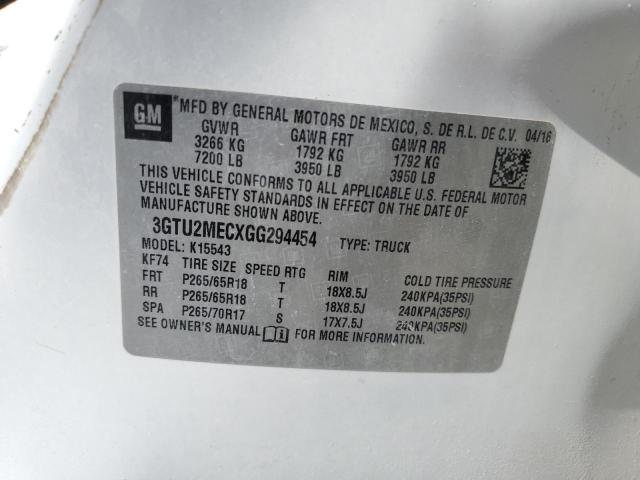 GM *MFD BY GENERAL MOTORS DE MEXICO, S. DE R.L. DE C.V. 04/16
GVWR GAWR FRT GAWR RR
3266 KG 1792 KG 1792 KG
7200 LB 3950 LB 3950 LB
THIS VEHICLE CONFORMS TO ALL APPLICABLE U.S. FEDERAL MOTOR
VEHICLE SAFETY STANDARDS IN EFFECT ON THE DATE OF
MANUFACTURE SHOWN ABOVE.
3GTU2MECXGG294454 TYPE: TRUCK
MODEL: K15543
KF74 TIRE SIZE SPEED RTG RIM COLD TIRE PRESSURE
FRT P265/65R18 T 18X8.5J 240KPA(35PSI)
RR P265/65R18 T 18X8.5J 240KPA(35PSI)
SPA P265/70R17 S 17X7.5J 240KPA(35PSI)
SEE OWNER'S MANUAL FOR MORE INFORMATION.